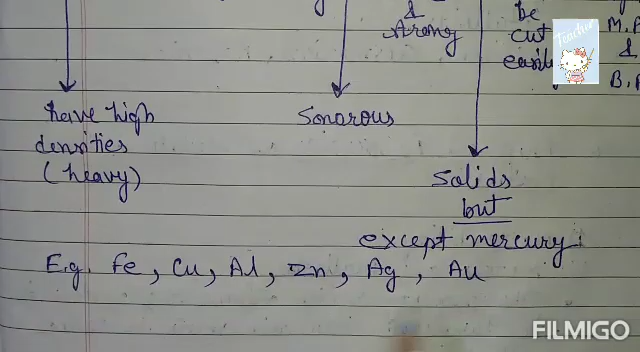 &
strong
be
cut
easily
M.P
&
B.P
Teacher
have high
densities
(heavy)
Sonorous
Solids
but
except mercury.
E.g. Fe, Cu, Al, Zn, Ag, Au
FILMIGO